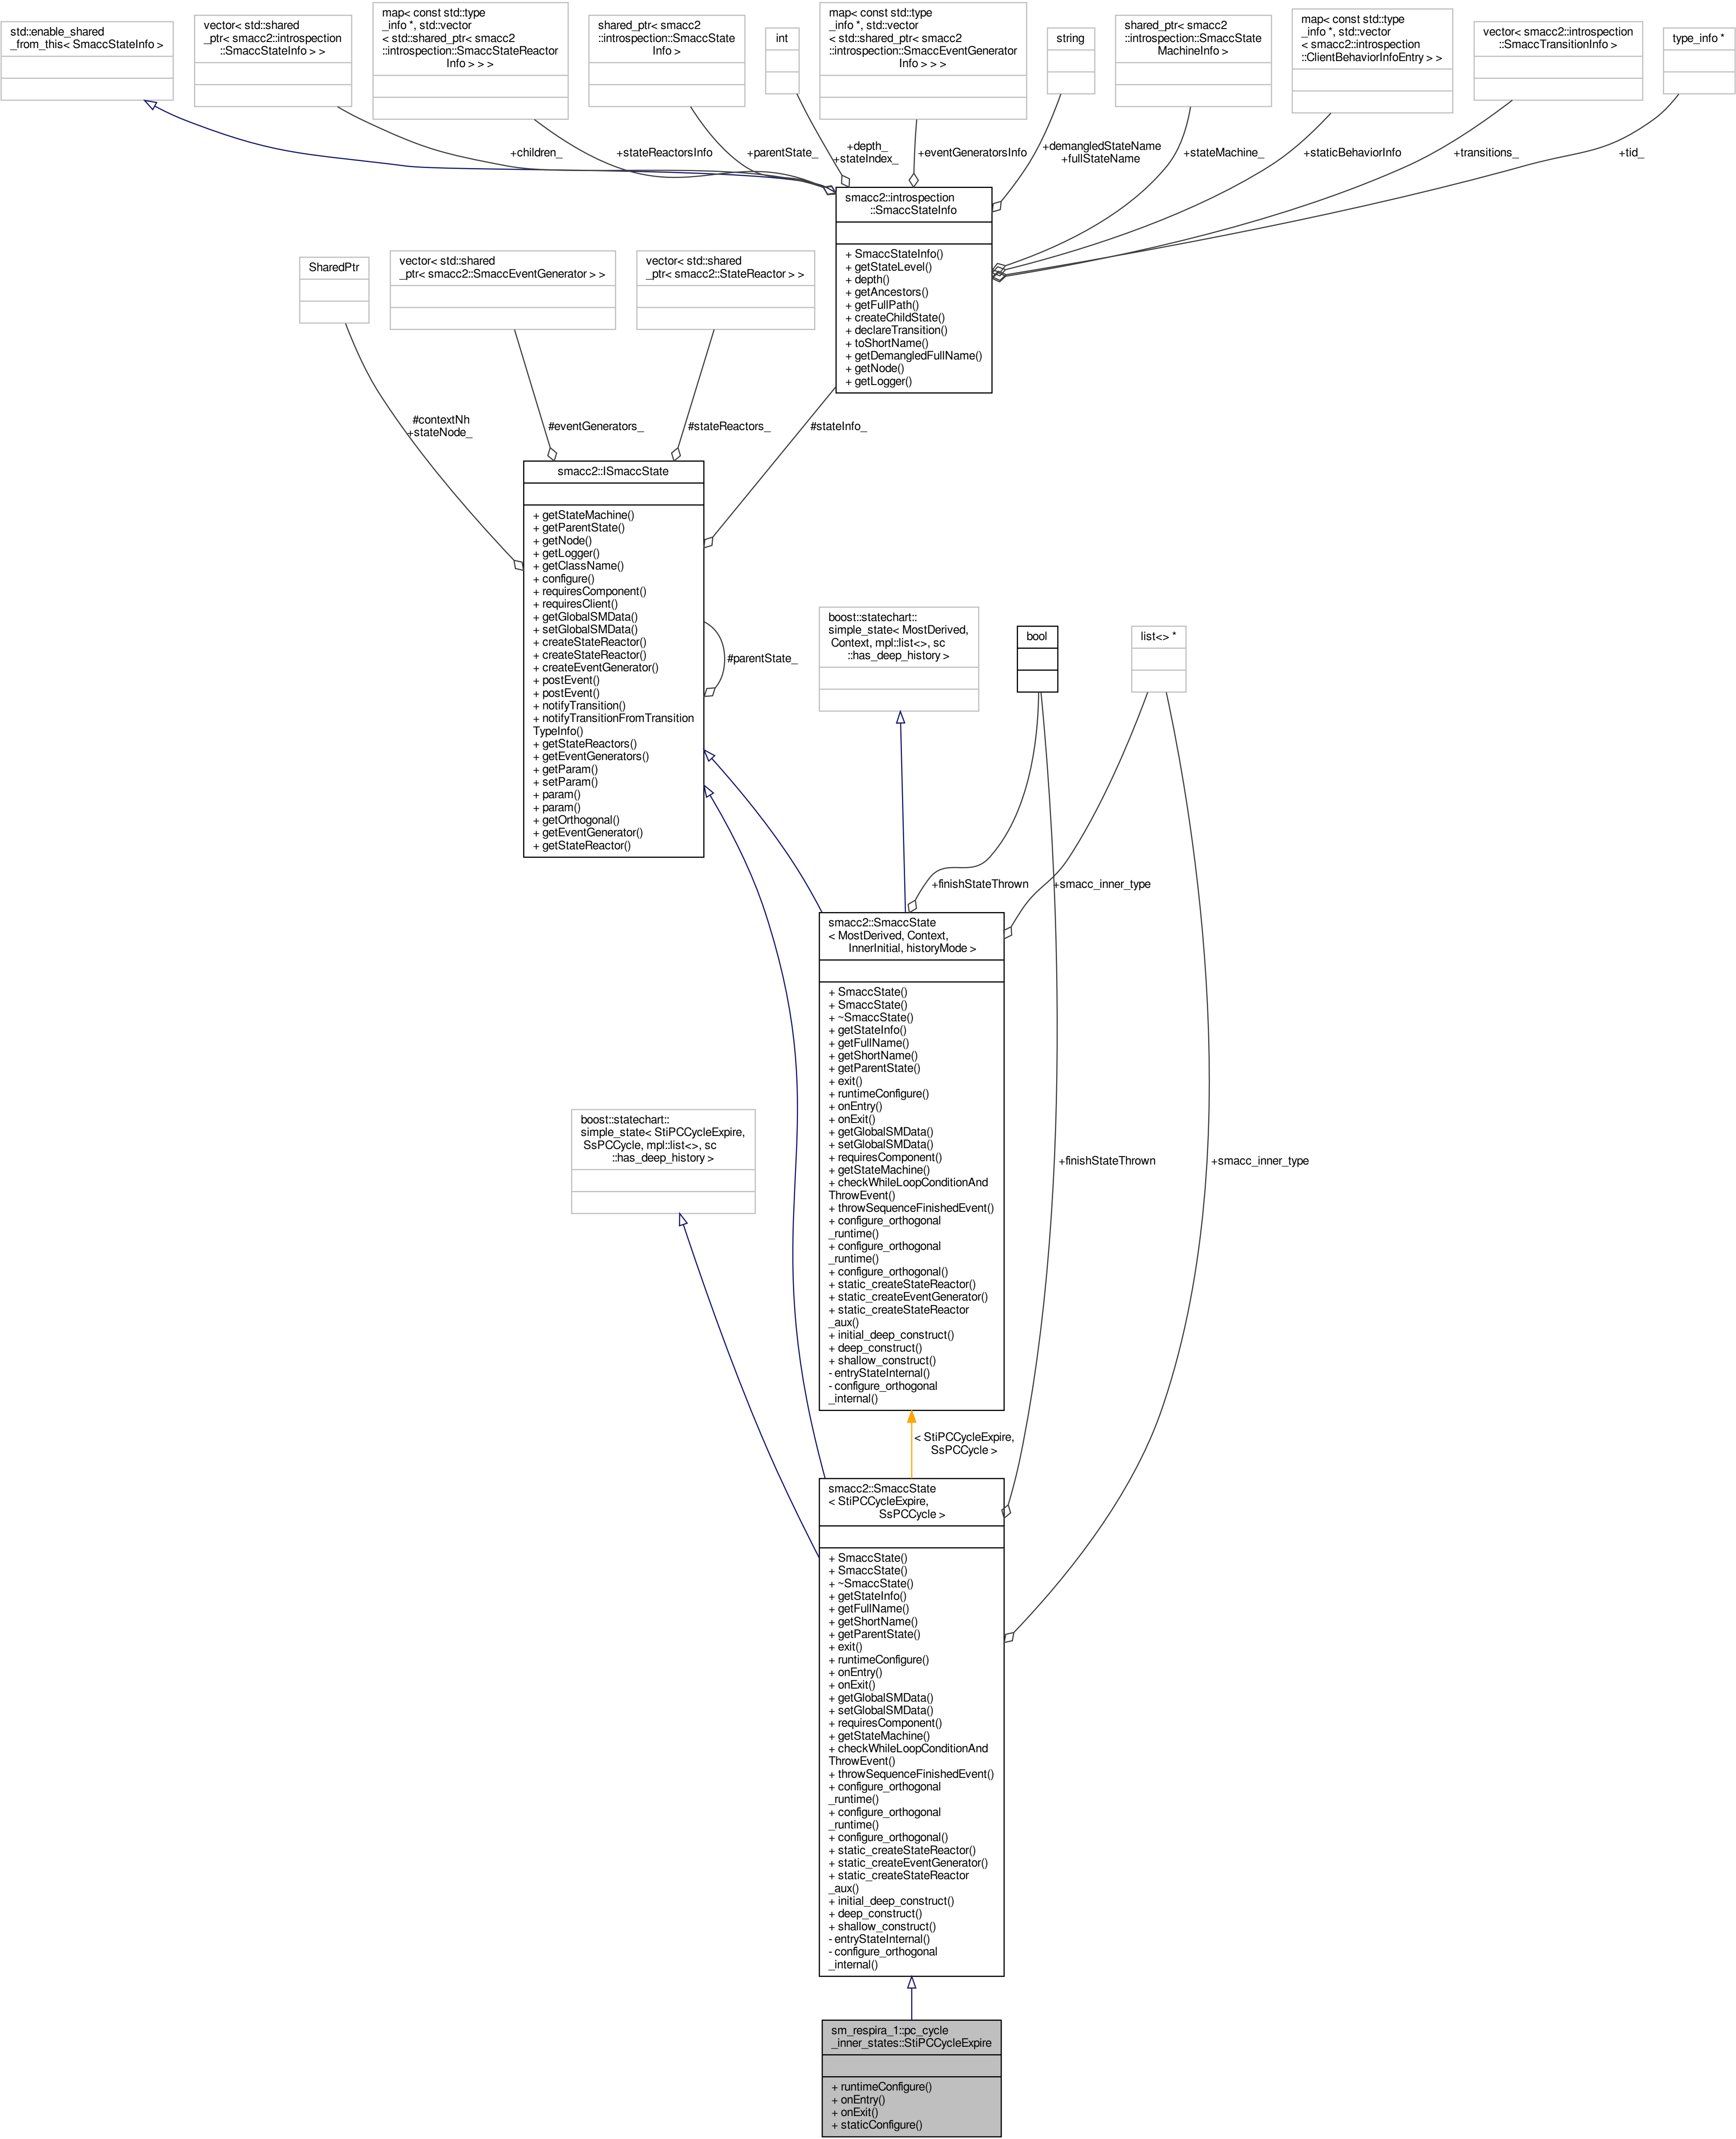 std::enable_shared
_from_this< SmaccStateInfo >
vector< std::shared
_ptr< smacc2::introspection
::SmaccStateInfo > >
map< const std::type
_info *, std::vector
< std::shared_ptr< smacc2
::introspection::SmaccStateReactor
Info > > >
shared_ptr< smacc2
::introspection::SmaccState
Info >
int
map< const std::type
_info *, std::vector
< std::shared_ptr< smacc2
::introspection::SmaccEventGenerator
Info > > >
string
shared_ptr< smacc2
::introspection::SmaccState
MachineInfo >
map< const std::type
_info *, std::vector
< smacc2::introspection
::ClientBehaviorInfoEntry > >
vector< smacc2::introspection
::SmaccTransitionInfo >
type_info *
+children_
+stateReactorsInfo
+parentState_
+depth_
+stateIndex_
+eventGeneratorsInfo
+demangledStateName
+fullStateName
+stateMachine_
+staticBehaviorInfo
+transitions_
+tid_
smacc2::introspection
::SmaccStateInfo
+ SmaccStateInfo()
+ getStateLevel()
+ depth()
+ getAncestors()
+ getFullPath()
+ createChildState()
+ declareTransition()
+ toShortName()
+ getDemangledFullName()
+ getNode()
+ getLogger()
SharedPtr
vector< std::shared
_ptr< smacc2::SmaccEventGenerator > >
vector< std::shared
_ptr< smacc2::StateReactor > >
#contextNh
+stateNode_
#eventGenerators_
#stateReactors_
#stateInfo_
smacc2::ISmaccState
+ getStateMachine()
+ getParentState()
+ getNode()
+ getLogger()
+ getClassName()
+ configure()
+ requiresComponent()
+ requiresClient()
+ getGlobalSMData()
+ setGlobalSMData()
+ createStateReactor()
+ createStateReactor()
+ createEventGenerator()
+ postEvent()
+ postEvent()
+ notifyTransition()
+ notifyTransitionFromTransition
TypeInfo()
+ getStateReactors()
+ getEventGenerators()
+ getParam()
+ setParam()
+ param()
+ param()
+ getOrthogonal()
+ getEventGenerator()
+ getStateReactor()
#parentState_
boost::statechart::
simple_state< MostDerived,
Context, mpl::list<>, sc
::has_deep_history >
bool
list<> *
+finishStateThrown
+smacc_inner_type
smacc2::SmaccState
< MostDerived, Context,
InnerInitial, historyMode >
+ SmaccState()
+ SmaccState()
+ ~SmaccState()
+ getStateInfo()
+ getFullName()
+ getShortName()
+ getParentState()
+ exit()
+ runtimeConfigure()
+ onEntry()
+ onExit()
+ getGlobalSMData()
+ setGlobalSMData()
+ requiresComponent()
+ getStateMachine()
+ checkWhileLoopConditionAnd
ThrowEvent()
+ throwSequenceFinishedEvent()
+ configure_orthogonal
_runtime()
+ configure_orthogonal
_runtime()
+ configure_orthogonal()
+ static_createStateReactor()
+ static_createEventGenerator()
+ static_createStateReactor
_aux()
+ initial_deep_construct()
+ deep_construct()
+ shallow_construct()
- entryStateInternal()
- configure_orthogonal
_internal()
boost::statechart::
simple_state< StiPCCycleExpire,
SsPCCycle, mpl::list<>, sc
::has_deep_history >
+finishStateThrown
+smacc_inner_type
< StiPCCycleExpire,
SsPCCycle >
smacc2::SmaccState
< StiPCCycleExpire,
SsPCCycle >
+ SmaccState()
+ SmaccState()
+ ~SmaccState()
+ getStateInfo()
+ getFullName()
+ getShortName()
+ getParentState()
+ exit()
+ runtimeConfigure()
+ onEntry()
+ onExit()
+ getGlobalSMData()
+ setGlobalSMData()
+ requiresComponent()
+ getStateMachine()
+ checkWhileLoopConditionAnd
ThrowEvent()
+ throwSequenceFinishedEvent()
+ configure_orthogonal
_runtime()
+ configure_orthogonal
_runtime()
+ configure_orthogonal()
+ static_createStateReactor()
+ static_createEventGenerator()
+ static_createStateReactor
_aux()
+ initial_deep_construct()
+ deep_construct()
+ shallow_construct()
- entryStateInternal()
- configure_orthogonal
_internal()
sm_respira_1::pc_cycle
_inner_states::StiPCCycleExpire
+ runtimeConfigure()
+ onEntry()
+ onExit()
+ staticConfigure()